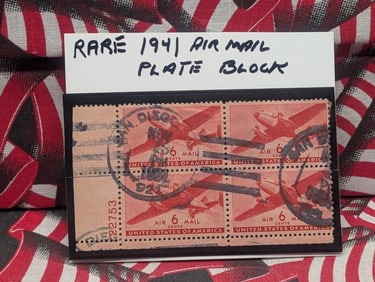 RARE 1941 AIR MAIL
PLATE BLOCK
SAN DIEGO
6
CENTS
AIR MAIL
UNITED STATES OF AMERICA
6
CENTS
AIR MAIL
UNITED STATES OF AMERICA
22753
6
CENTS
AIR MAIL
UNITED STATES OF AMERICA
6
CENTS
AIR MAIL
UNITED STATES OF AMERICA